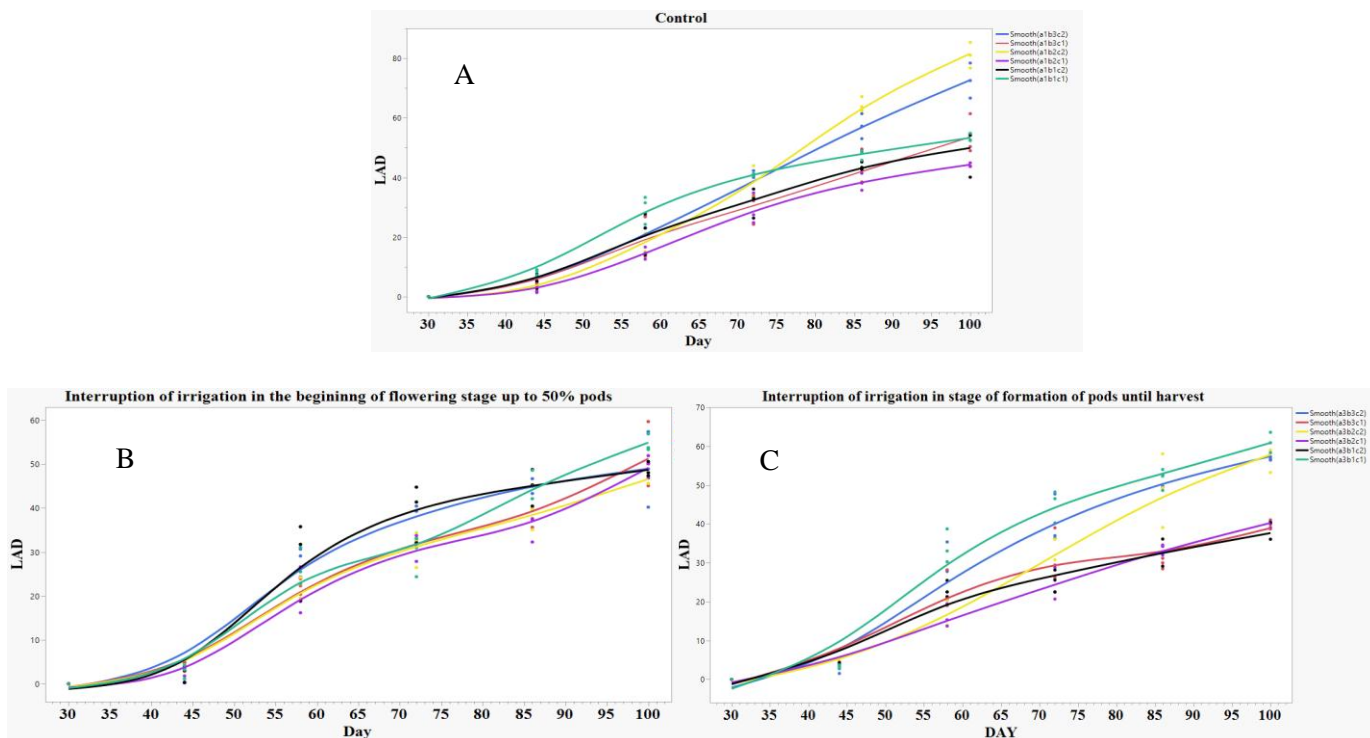 Control
A
LAD
80
60
40
20
0
30 35 40 45 50 55 60 65 70 72 80 85 86 95 100
Day
Smooth(a1b3c2)
Smooth(a1b3c1)
Smooth(a1b2c2)
Smooth(a1b2c1)
Smooth(a1b1c2)
Smooth(a1b1c1)
Interruption of irrigation in the begininng of flowering stage up to 50% pods
B
LAD
60
50
40
30
20
10
0
30 35 40 45 50 55 60 65 72 75 80 86 90 95 100
Day
Interruption of irrigation in stage of formation of pods until harvest
C
LAD
70
60
50
40
30
20
10
0
30 35 40 45 50 55 60 65 72 75 80 86 90 95 100
DAY
Smooth(a3b3c2)
Smooth(a3b3c1)
Smooth(a3b2c2)
Smooth(a3b2c1)
Smooth(a3b1c2)
Smooth(a3b1c1)